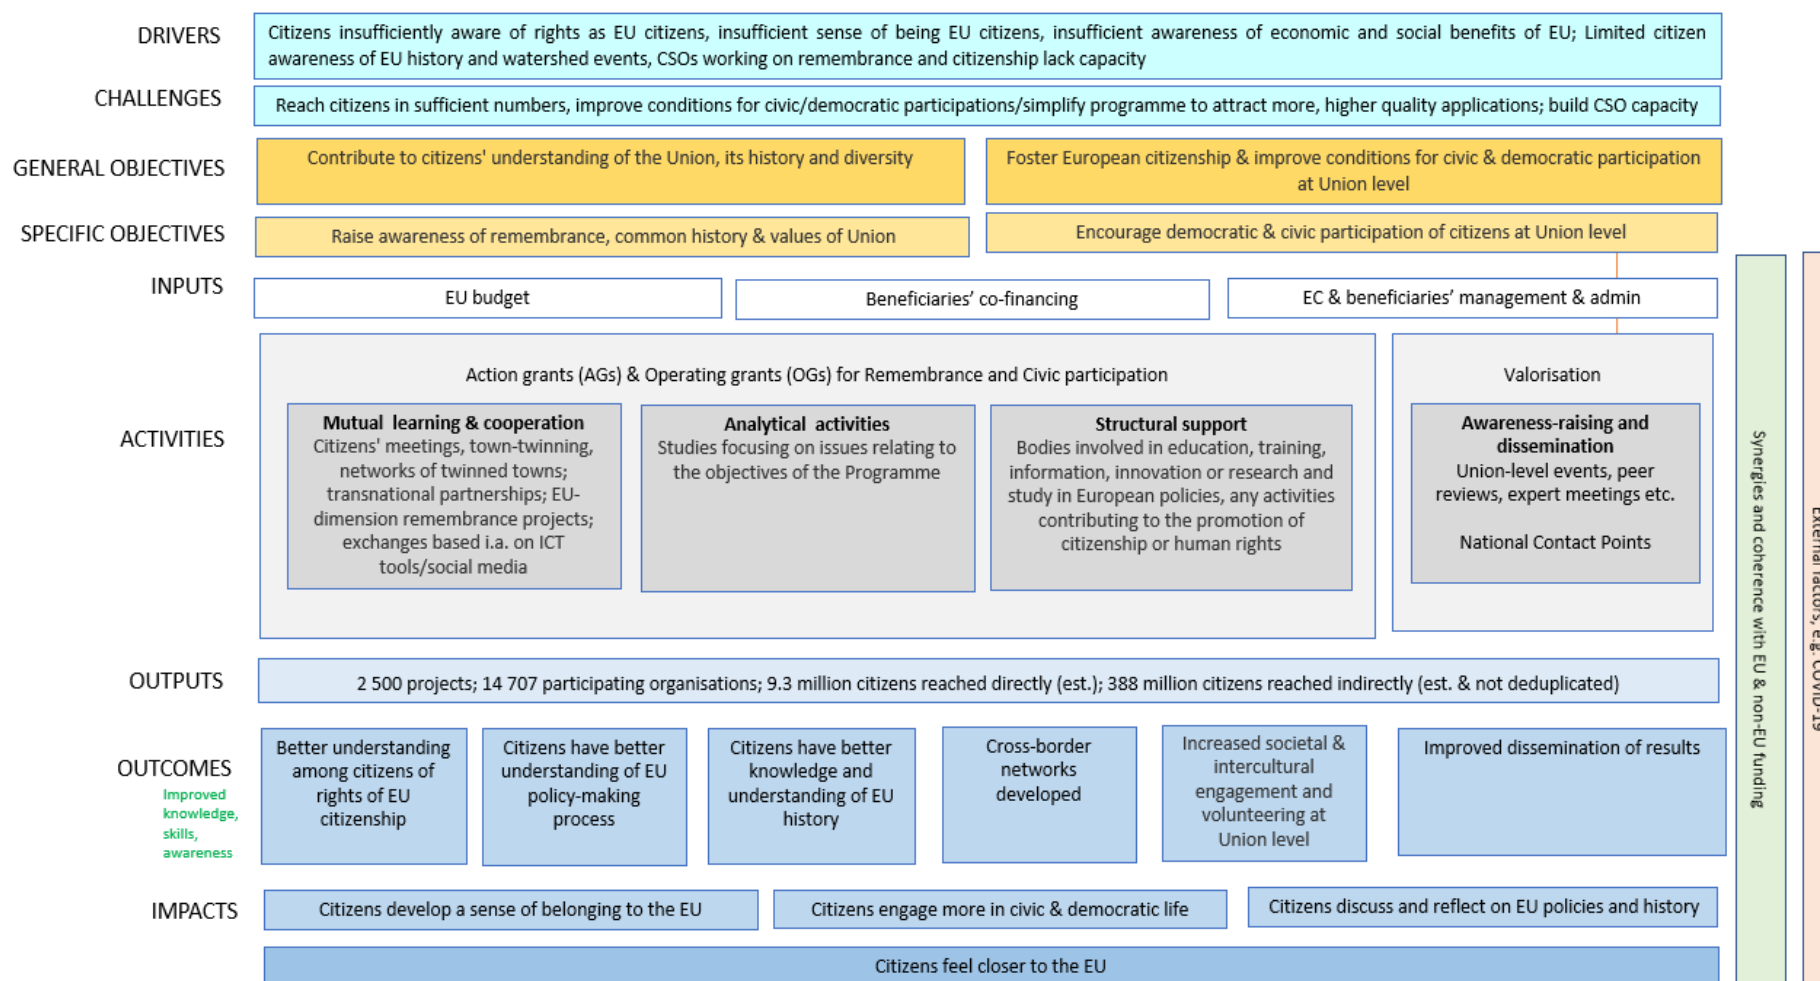 DRIVERS
Citizens insufficiently aware of rights as EU citizens, insufficient sense of being EU citizens, insufficient awareness of economic and social benefits of EU; Limited citizen
awareness of EU history and watershed events, CSOs working on remembrance and citizenship lack capacity
CHALLENGES
Reach citizens in sufficient numbers, improve conditions for civic/democratic participations/simplify programme to attract more, higher quality applications; build CSO capacity
GENERAL OBJECTIVES
Contribute to citizens' understanding of the Union, its history and diversity
Foster European citizenship & improve conditions for civic & democratic participation
at Union level
SPECIFIC OBJECTIVES
Raise awareness of remembrance, common history & values of Union
Encourage democratic & civic participation of citizens at Union level
INPUTS
EU budget
Beneficiaries’ co-financing
EC & beneficiaries’ management & admin
ACTIVITIES
Action grants (AGs) & Operating grants (OGs) for Remembrance and Civic participation
Mutual learning & cooperation
Citizens' meetings, town-twinning,
networks of twinned towns;
transnational partnerships; EU-
dimension remembrance projects;
exchanges based i.a. on ICT
tools/social media
Analytical activities
Studies focusing on issues relating to
the objectives of the Programme
Structural support
Bodies involved in education, training,
information, innovation or research and
study in European policies, any activities
contributing to the promotion of
citizenship or human rights
Valorisation
Awareness-raising and
dissemination
Union-level events, peer
reviews, expert meetings etc.
National Contact Points
OUTPUTS
2 500 projects; 14 707 participating organisations; 9.3 million citizens reached directly (est.); 388 million citizens reached indirectly (est. & not deduplicated)
OUTCOMES
Improved
knowledge,
skills,
awareness
Better understanding
among citizens of
rights of EU
citizenship
Citizens have better
understanding of EU
policy-making
process
Citizens have better
knowledge and
understanding of EU
history
Cross-border
networks
developed
Increased societal &
intercultural
engagement and
volunteering at
Union level
Improved dissemination of results
IMPACTS
Citizens develop a sense of belonging to the EU
Citizens engage more in civic & democratic life
Citizens discuss and reflect on EU policies and history
Citizens feel closer to the EU
Synergies and coherence with EU & non-EU funding
External factors, e.g. COVID-19